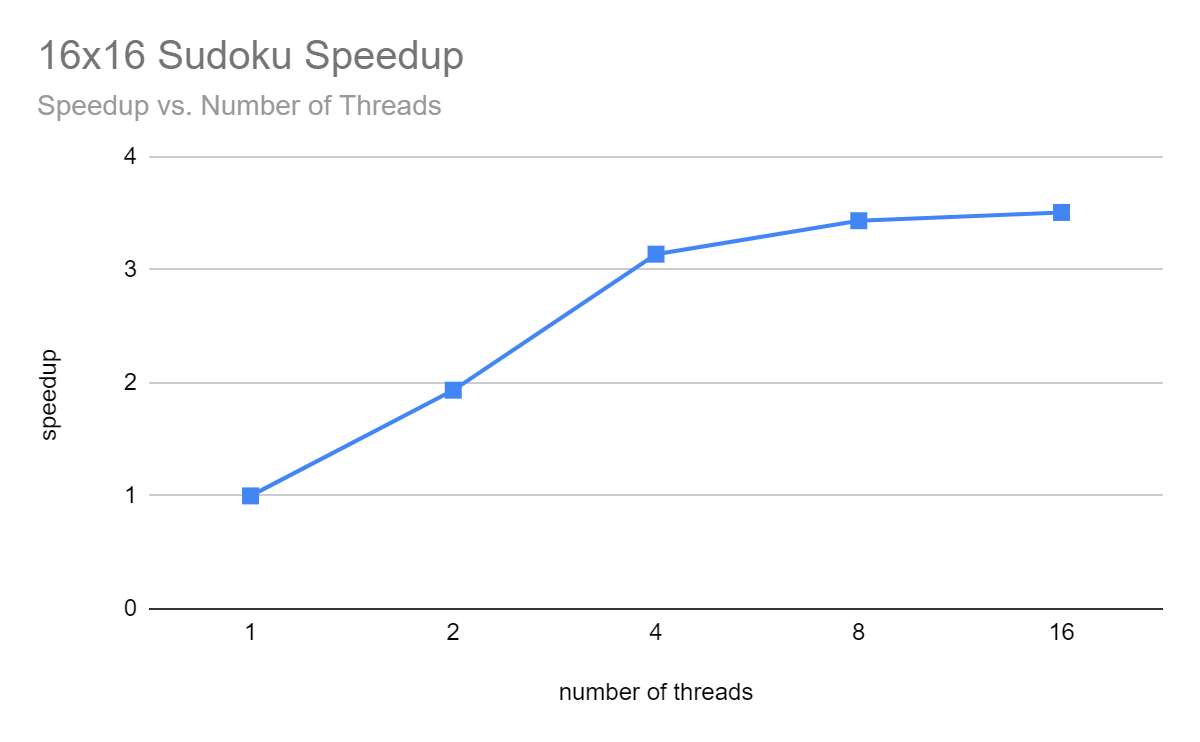 16x16 Sudoku Speedup
Speedup vs. Number of Threads
4
3
2
1
0
speedup
1 2 4 8 16
number of threads